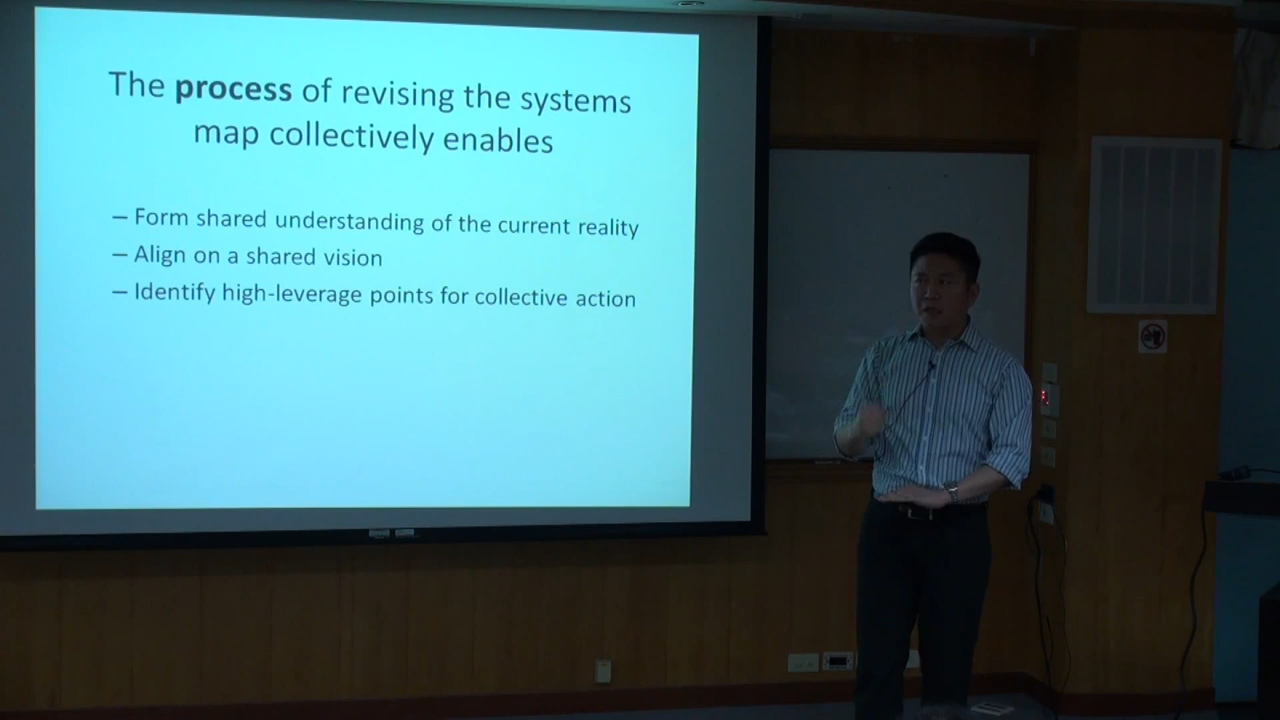 The process of revising the systems
map collectively enables
– Form shared understanding of the current reality
– Align on a shared vision
– Identify high-leverage points for collective action